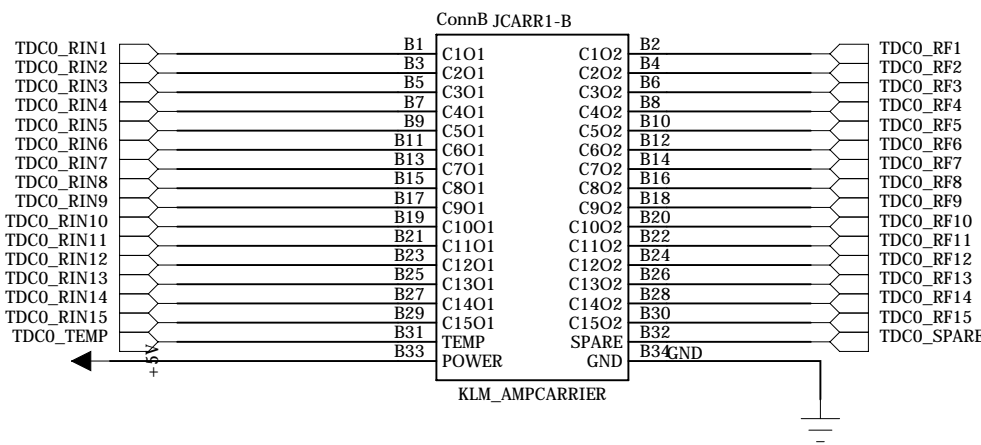 ConnB JCARR1-B
TDC0_RIN1 B1 C1O1 C1O2 B2 TDC0_RF1
TDC0_RIN2 B3 C2O1 C2O2 B4 TDC0_RF2
TDC0_RIN3 B5 C3O1 C3O2 B6 TDC0_RF3
TDC0_RIN4 B7 C4O1 C4O2 B8 TDC0_RF4
TDC0_RIN5 B9 C5O1 C5O2 B10 TDC0_RF5
TDC0_RIN6 B11 C6O1 C6O2 B12 TDC0_RF6
TDC0_RIN7 B13 C7O1 C7O2 B14 TDC0_RF7
TDC0_RIN8 B15 C8O1 C8O2 B16 TDC0_RF8
TDC0_RIN9 B17 C9O1 C9O2 B18 TDC0_RF9
TDC0_RIN10 B19 C10O1 C10O2 B20 TDC0_RF10
TDC0_RIN11 B21 C11O1 C11O2 B22 TDC0_RF11
TDC0_RIN12 B23 C12O1 C12O2 B24 TDC0_RF12
TDC0_RIN13 B25 C13O1 C13O2 B26 TDC0_RF13
TDC0_RIN14 B27 C14O1 C14O2 B28 TDC0_RF14
TDC0_RIN15 B29 C15O1 C15O2 B30 TDC0_RF15
TDC0_TEMP B31 TEMP SPARE B32 TDC0_SPARE
+5V B33 POWER GND B34 GND
KLM_AMPCARRIER